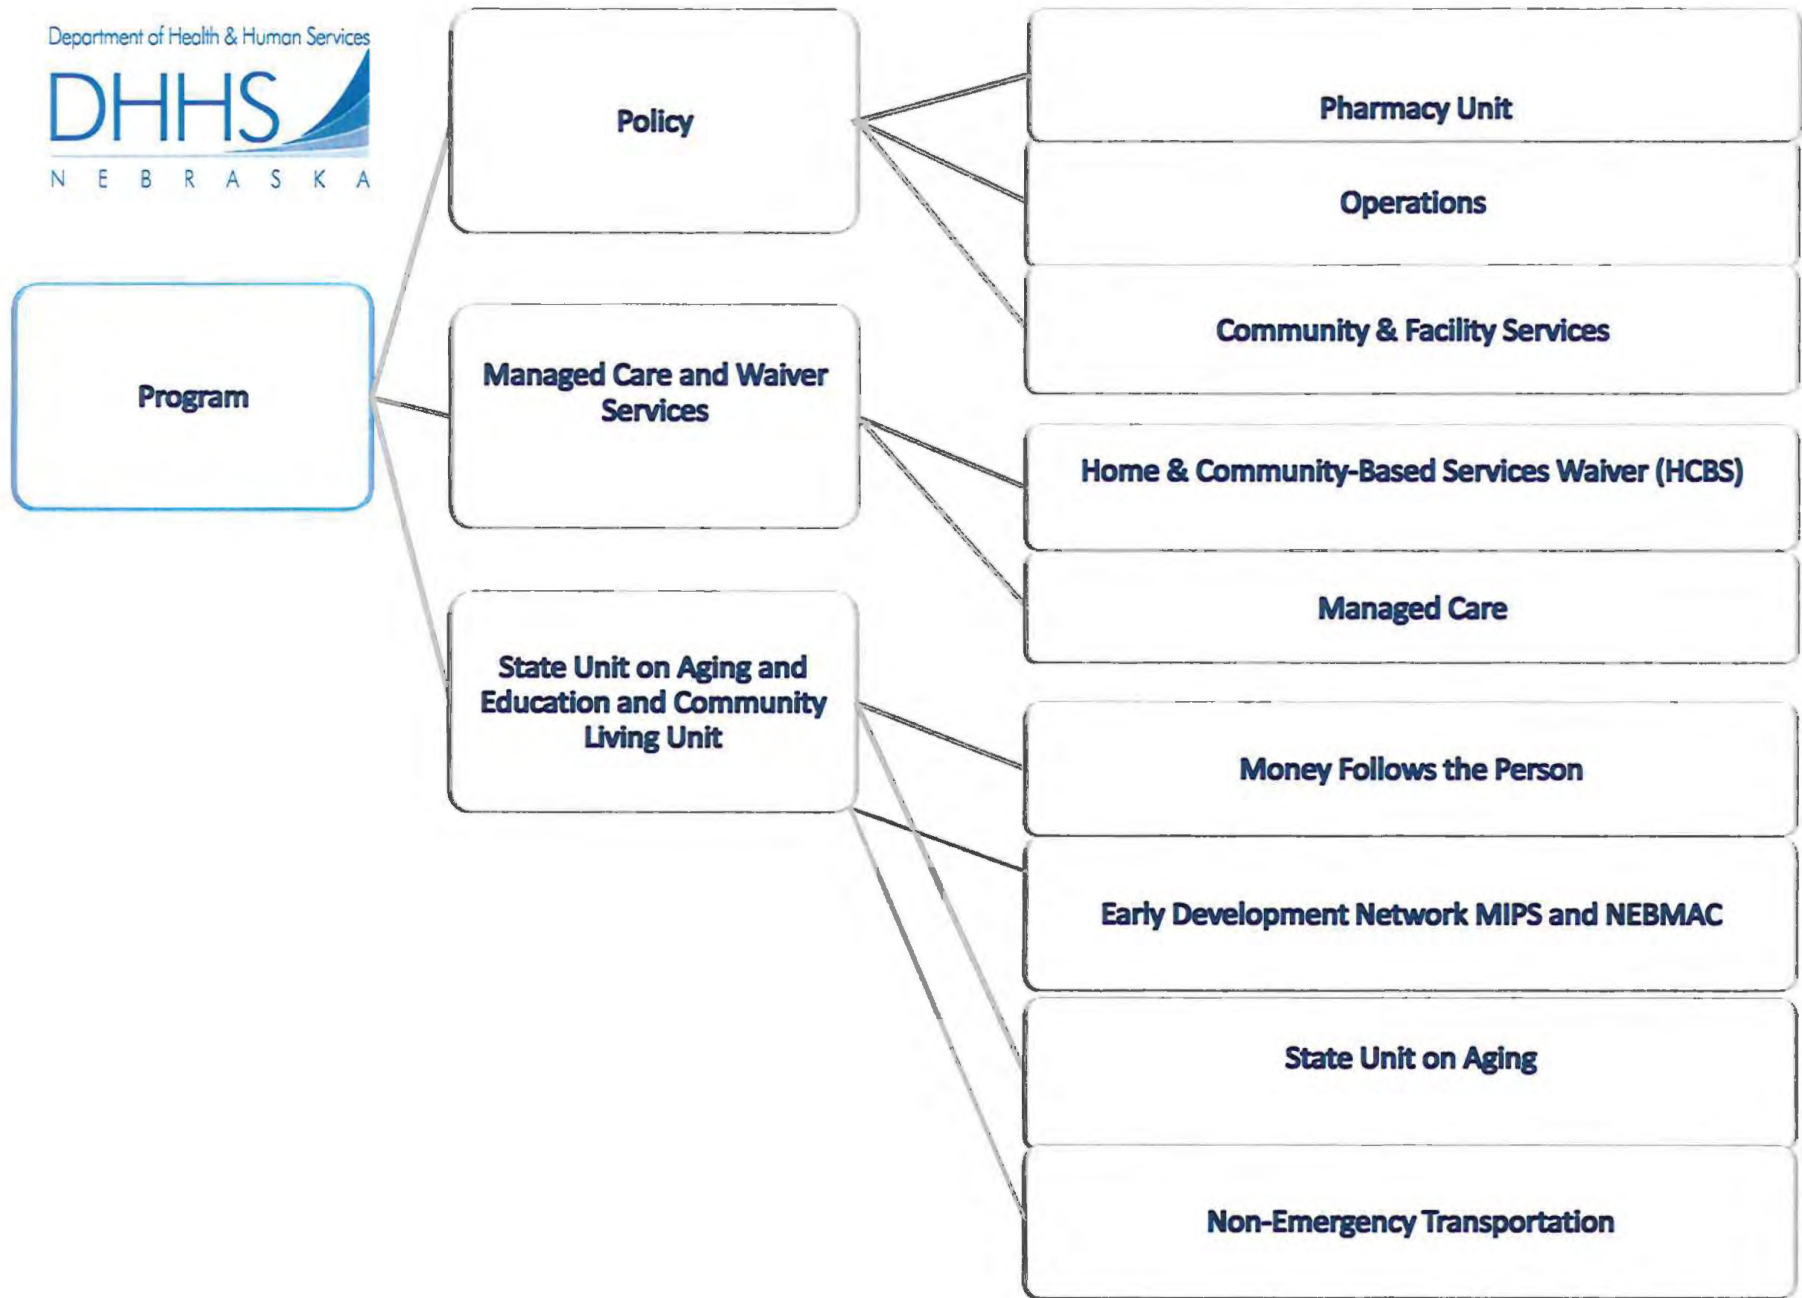 Department of Health & Human Services
DHHS
NEBRASKA
Program
Policy
Managed Care and Waiver
Services
State Unit on Aging and
Education and Community
Living Unit
Pharmacy Unit
Operations
Community & Facility Services
Home & Community-Based Services Waiver (HCBS)
Managed Care
Money Follows the Person
Early Development Network MIPS and NEBMAC
State Unit on Aging
Non-Emergency Transportation